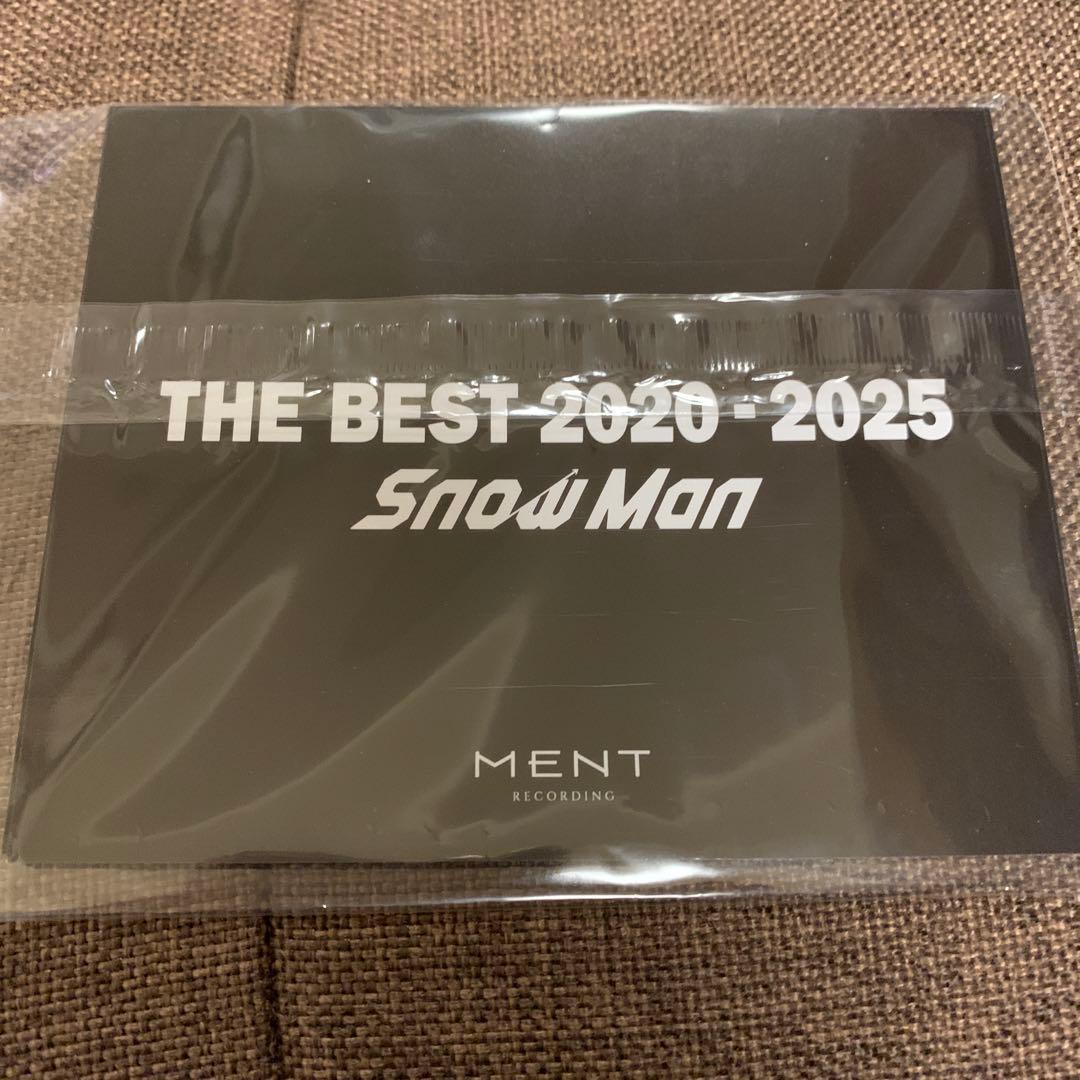 THE BEST 2020-2025
Snow Man
MENT
RECORDING